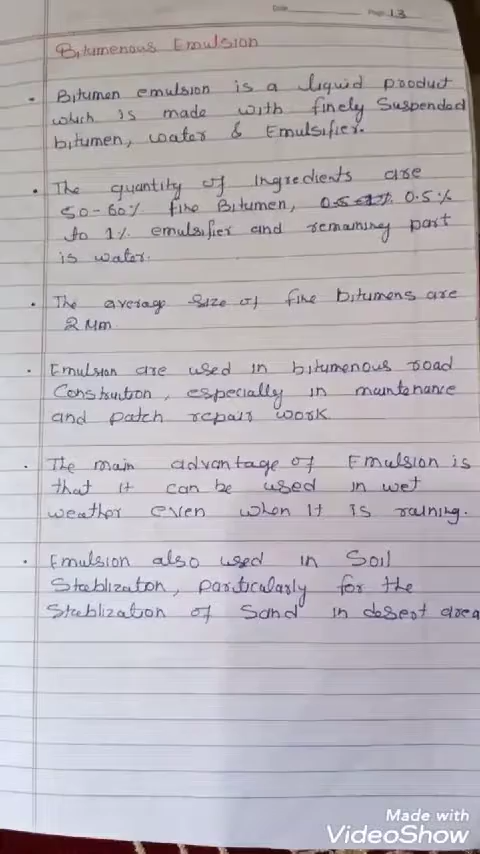 Date
Page 13
Bitumenous Emulsion
• Bitumen emulsion is a liquid product
which is made with finely Suspended
bitumen, water & Emulsifier.
• The quantity of ingredients are
50-60% fine Bitumen, 0.5%
to 1% emulsifier and remaining part
is water.
• The average size of fine bitumens are
2 Mm
• Emulsion are used in bitumenous road
Construtiion, especially in maintenance
and patch repair work
• The main advantage of Emulsion is
that it can be used in wet
weather even when it is raining.
• Emulsion also used in Soil
Stablization, particularly for the
Stablization of Sand in desert area
Made with
VideoShow